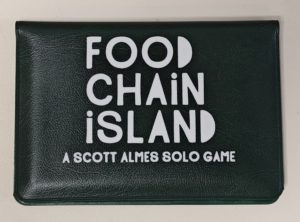 FOOD
CHAiN
iSLAND
A SCOTT ALMES SOLO GAME